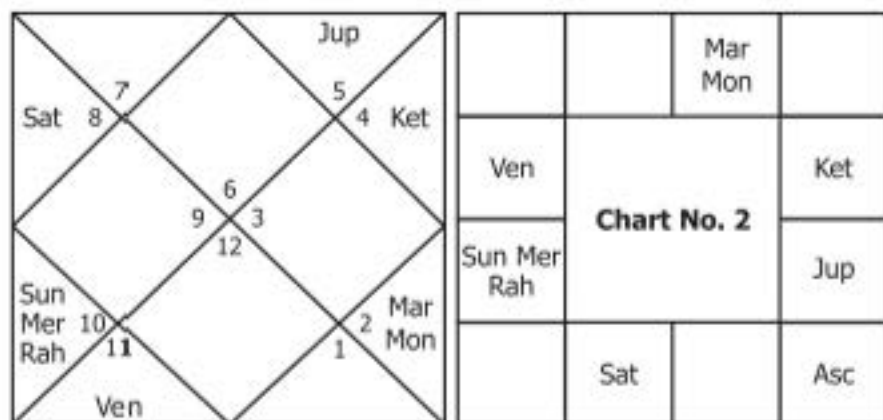 Jup
7
5
Sat 8
4 Ket
6
9 3
12
Sun
Mer 10
Rah
11
2 Mar
Mon
1
Ven
Mar
Mon
Ven
Ket
Chart No. 2
Sun Mer
Rah
Jup
Sat
Asc